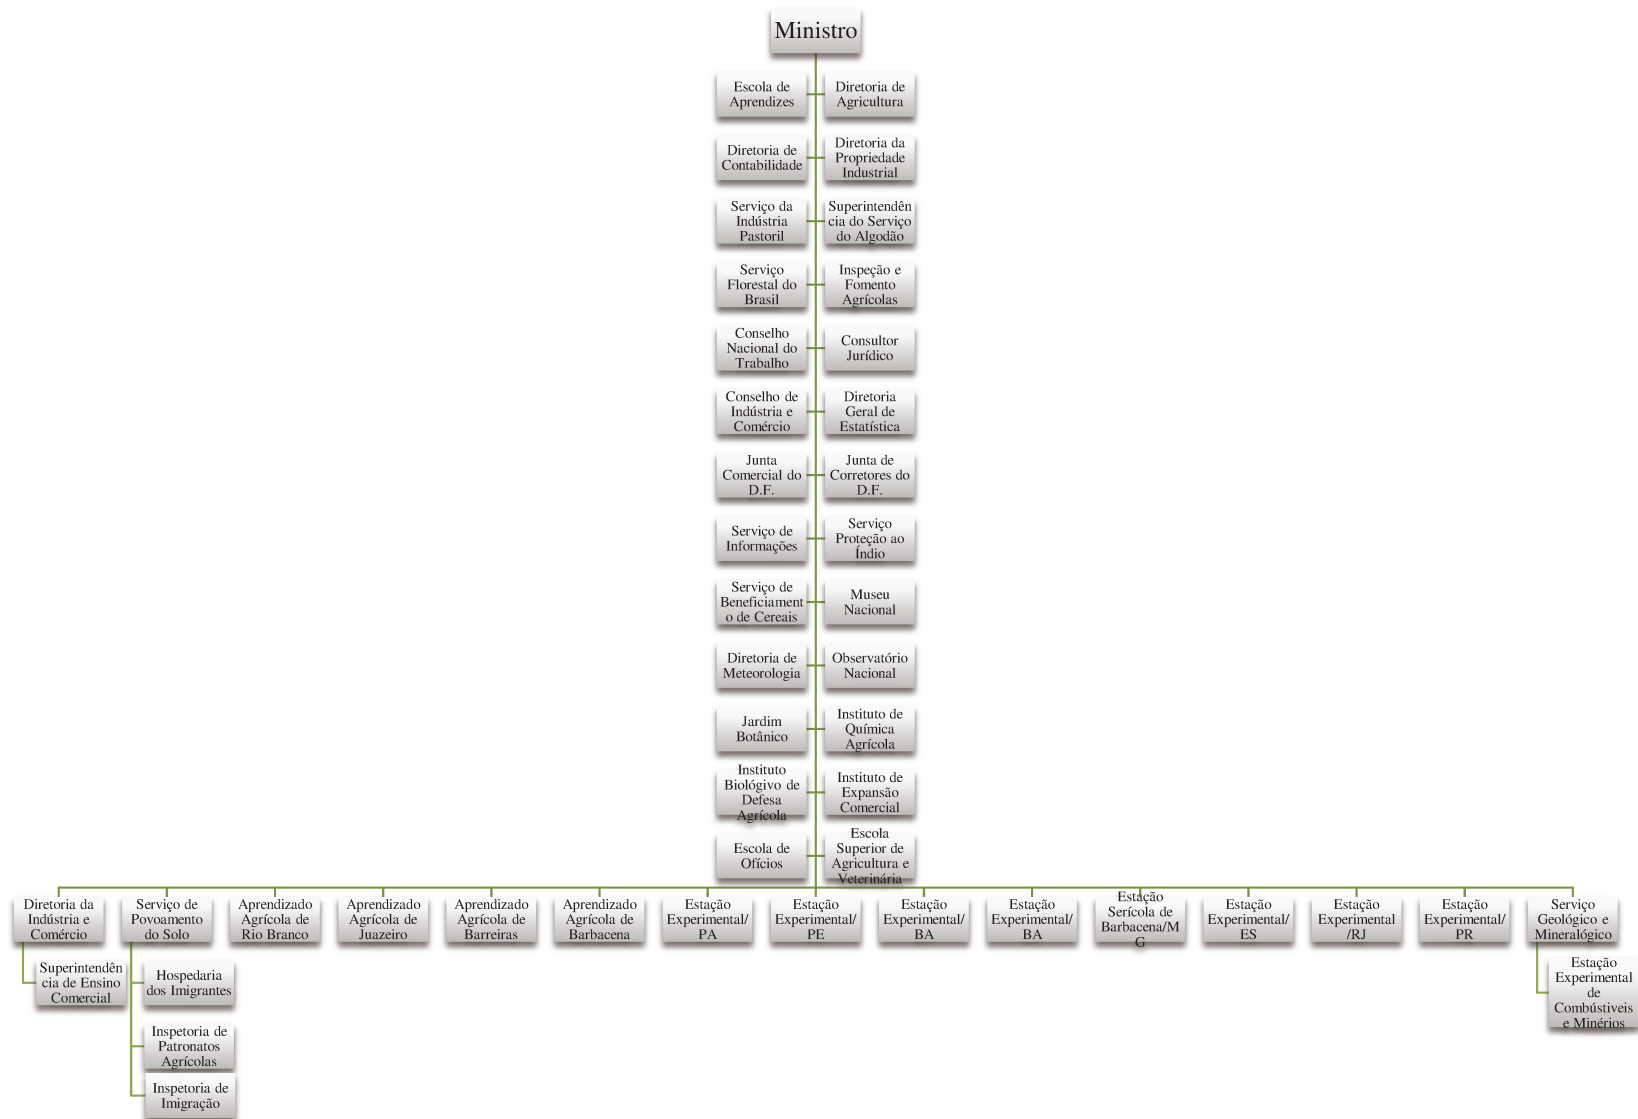 Ministro
Escola de
Aprendizes
Diretoria de
Agricultura
Diretoria de
Contabilidade
Diretoria da
Propriedade
Industrial
Serviço da
Indústria
Pastoril
Superintendên
cia do Serviço
do Algodão
Serviço
Florestal do
Brasil
Inspeção e
Fomento
Agrícolas
Conselho
Nacional do
Trabalho
Consultor
Jurídico
Conselho de
Indústria e
Comércio
Diretoria
Geral de
Estatística
Junta
Comercial do
D.F.
Junta de
Corretores do
D.F.
Serviço de
Informações
Serviço
Proteção ao
Índio
Serviço de
Beneficiament
o de Cereais
Museu
Nacional
Diretoria de
Meteorologia
Observatório
Nacional
Jardim
Botânico
Instituto de
Química
Agrícola
Instituto
Biológivo de
Defesa
Agrícola
Instituto de
Expansão
Comercial
Escola de
Ofícios
Escola
Superior de
Agricultura e
Veterinária
Diretoria da
Indústria e
Comércio
Serviço de
Povoamento
do Solo
Aprendizado
Agrícola de
Rio Branco
Aprendizado
Agrícola de
Juazeiro
Aprendizado
Agrícola de
Barreiras
Aprendizado
Agrícola de
Barbacena
Estação
Experimental/
PA
Estação
Experimental/
PE
Estação
Experimental/
BA
Estação
Experimental/
BA
Estação
Serícola de
Barbacena/M
G
Estação
Experimental/
ES
Estação
Experimental
/RJ
Estação
Experimental/
PR
Serviço
Geológico e
Mineralógico
Superintendên
cia de Ensino
Comercial
Hospedaria
dos Imigrantes
Inspetoria de
Patronatos
Agrícolas
Inspetoria de
Imigração
Estação
Experimental
de
Combústiveis
e Minérios